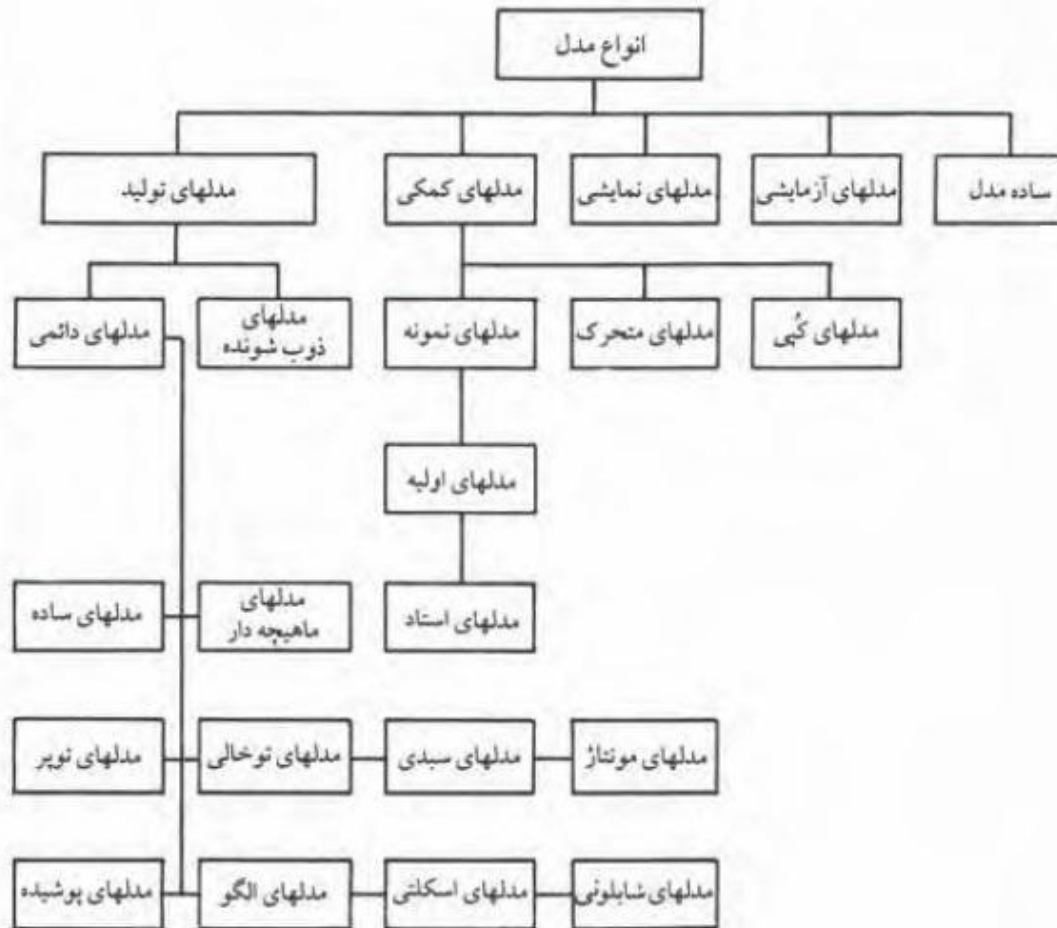 انواع مدل
ساده مدل
مدلهای آزمایشی
مدلهای نمایشی
مدلهای کمکی
مدلهای تولید
مدلهای کُپی
مدلهای متحرک
مدلهای نمونه
مدلهای
ذوب شونده
مدلهای دائمی
مدلهای اولیه
مدلهای استاد
مدلهای
ماهیچه دار
مدلهای ساده
مدلهای مونتاژ
مدلهای سبدی
مدلهای توخالی
مدلهای توپر
مدلهای شابلونی
مدلهای اسکلتی
مدلهای الگو
مدلهای پوشیده